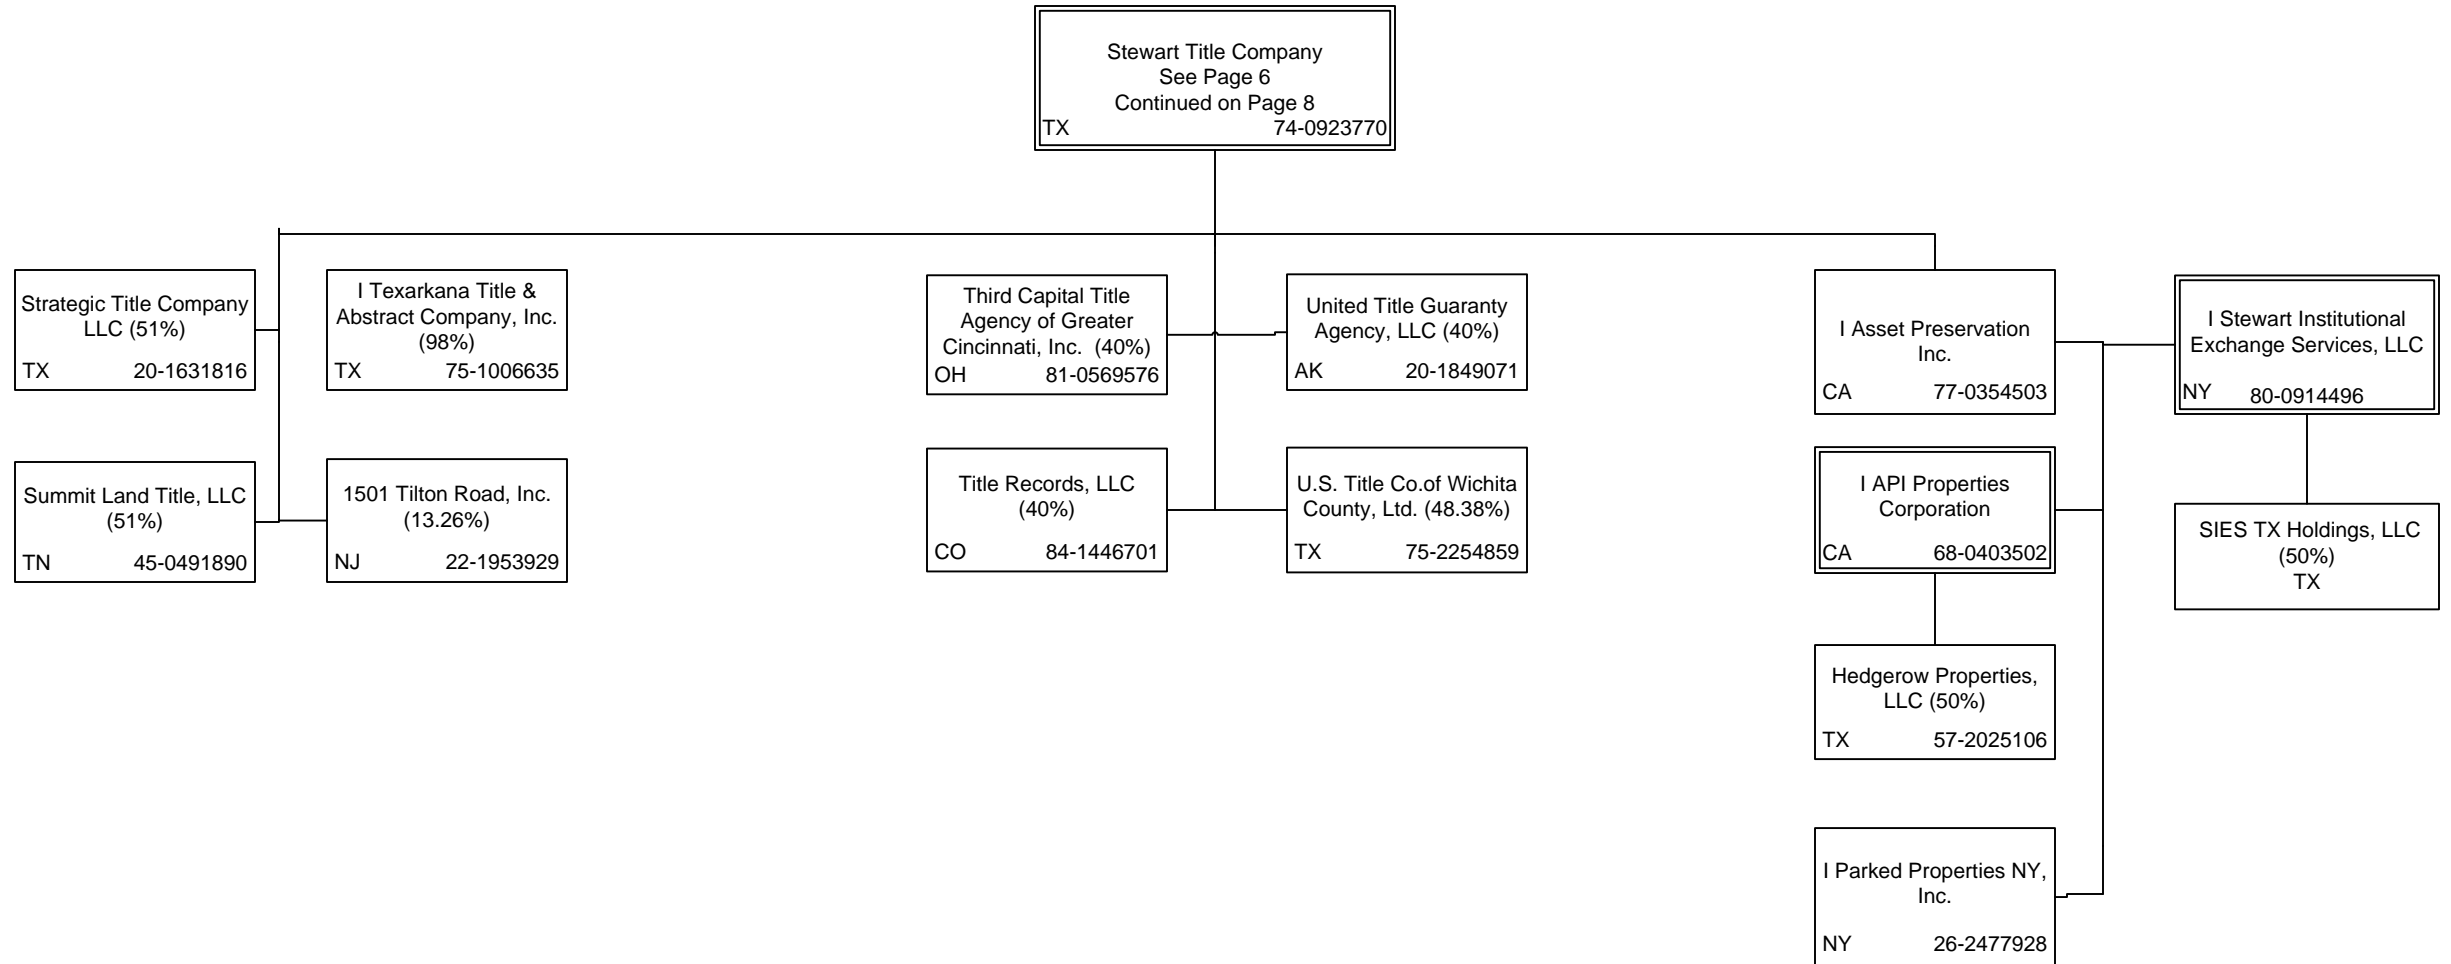 Stewart Title Company
See Page 6
Continued on Page 8
TX 74-0923770
Strategic Title Company
LLC (51%)
TX 20-1631816
I Texarkana Title &
Abstract Company, Inc.
(98%)
TX 75-1006635
Third Capital Title
Agency of Greater
Cincinnati, Inc. (40%)
OH 81-0569576
United Title Guaranty
Agency, LLC (40%)
AK 20-1849071
I Asset Preservation
Inc.
CA 77-0354503
I Stewart Institutional
Exchange Services, LLC
NY 80-0914496
Summit Land Title, LLC
(51%)
TN 45-0491890
1501 Tilton Road, Inc.
(13.26%)
NJ 22-1953929
Title Records, LLC
(40%)
CO 84-1446701
U.S. Title Co.of Wichita
County, Ltd. (48.38%)
TX 75-2254859
I API Properties
Corporation
CA 68-0403502
SIES TX Holdings, LLC
(50%)
TX
Hedgerow Properties,
LLC (50%)
TX 57-2025106
I Parked Properties NY,
Inc.
NY 26-2477928